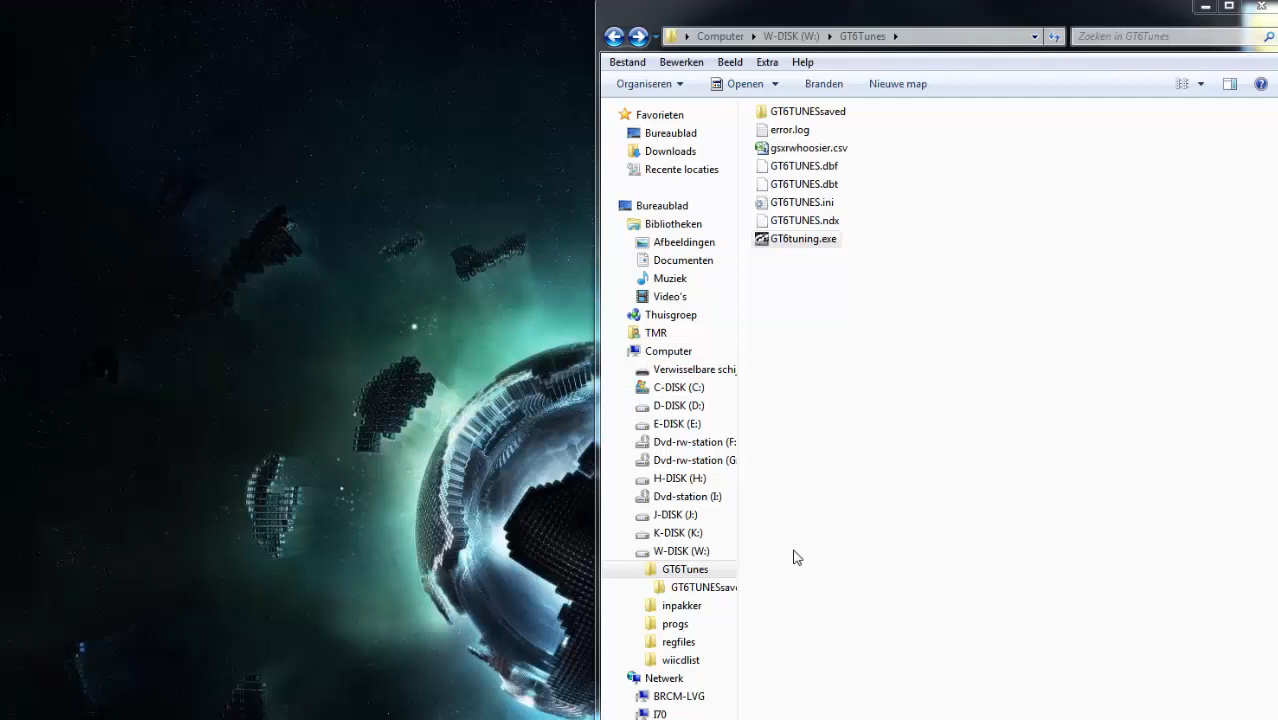 Computer W-DISK (W:) GT6Tunes
Zoeken in GT6Tunes
Bestand Bewerken Beeld Extra Help
Organiseren Openen Branden Nieuwe map
Favorieten
Bureaublad
Downloads
Recente locaties
Bureaublad
Bibliotheken
Afbeeldingen
Documenten
Muziek
Video's
Thuisgroep
TMR
Computer
Verwisselbare schij
C-DISK (C:)
D-DISK (D:)
E-DISK (E:)
Dvd-rw-station (F:
Dvd-rw-station (G:
H-DISK (H:)
Dvd-station (I:)
J-DISK (J:)
K-DISK (K:)
W-DISK (W:)
GT6Tunes
GT6TUNESsave
inpakker
progs
regfiles
wiicdlist
Netwerk
BRCM-LVG
I70
GT6TUNESsaved
error.log
gsxrwhoosier.csv
GT6TUNES.dbf
GT6TUNES.dbt
GT6TUNES.ini
GT6TUNES.ndx
GT6tuning.exe